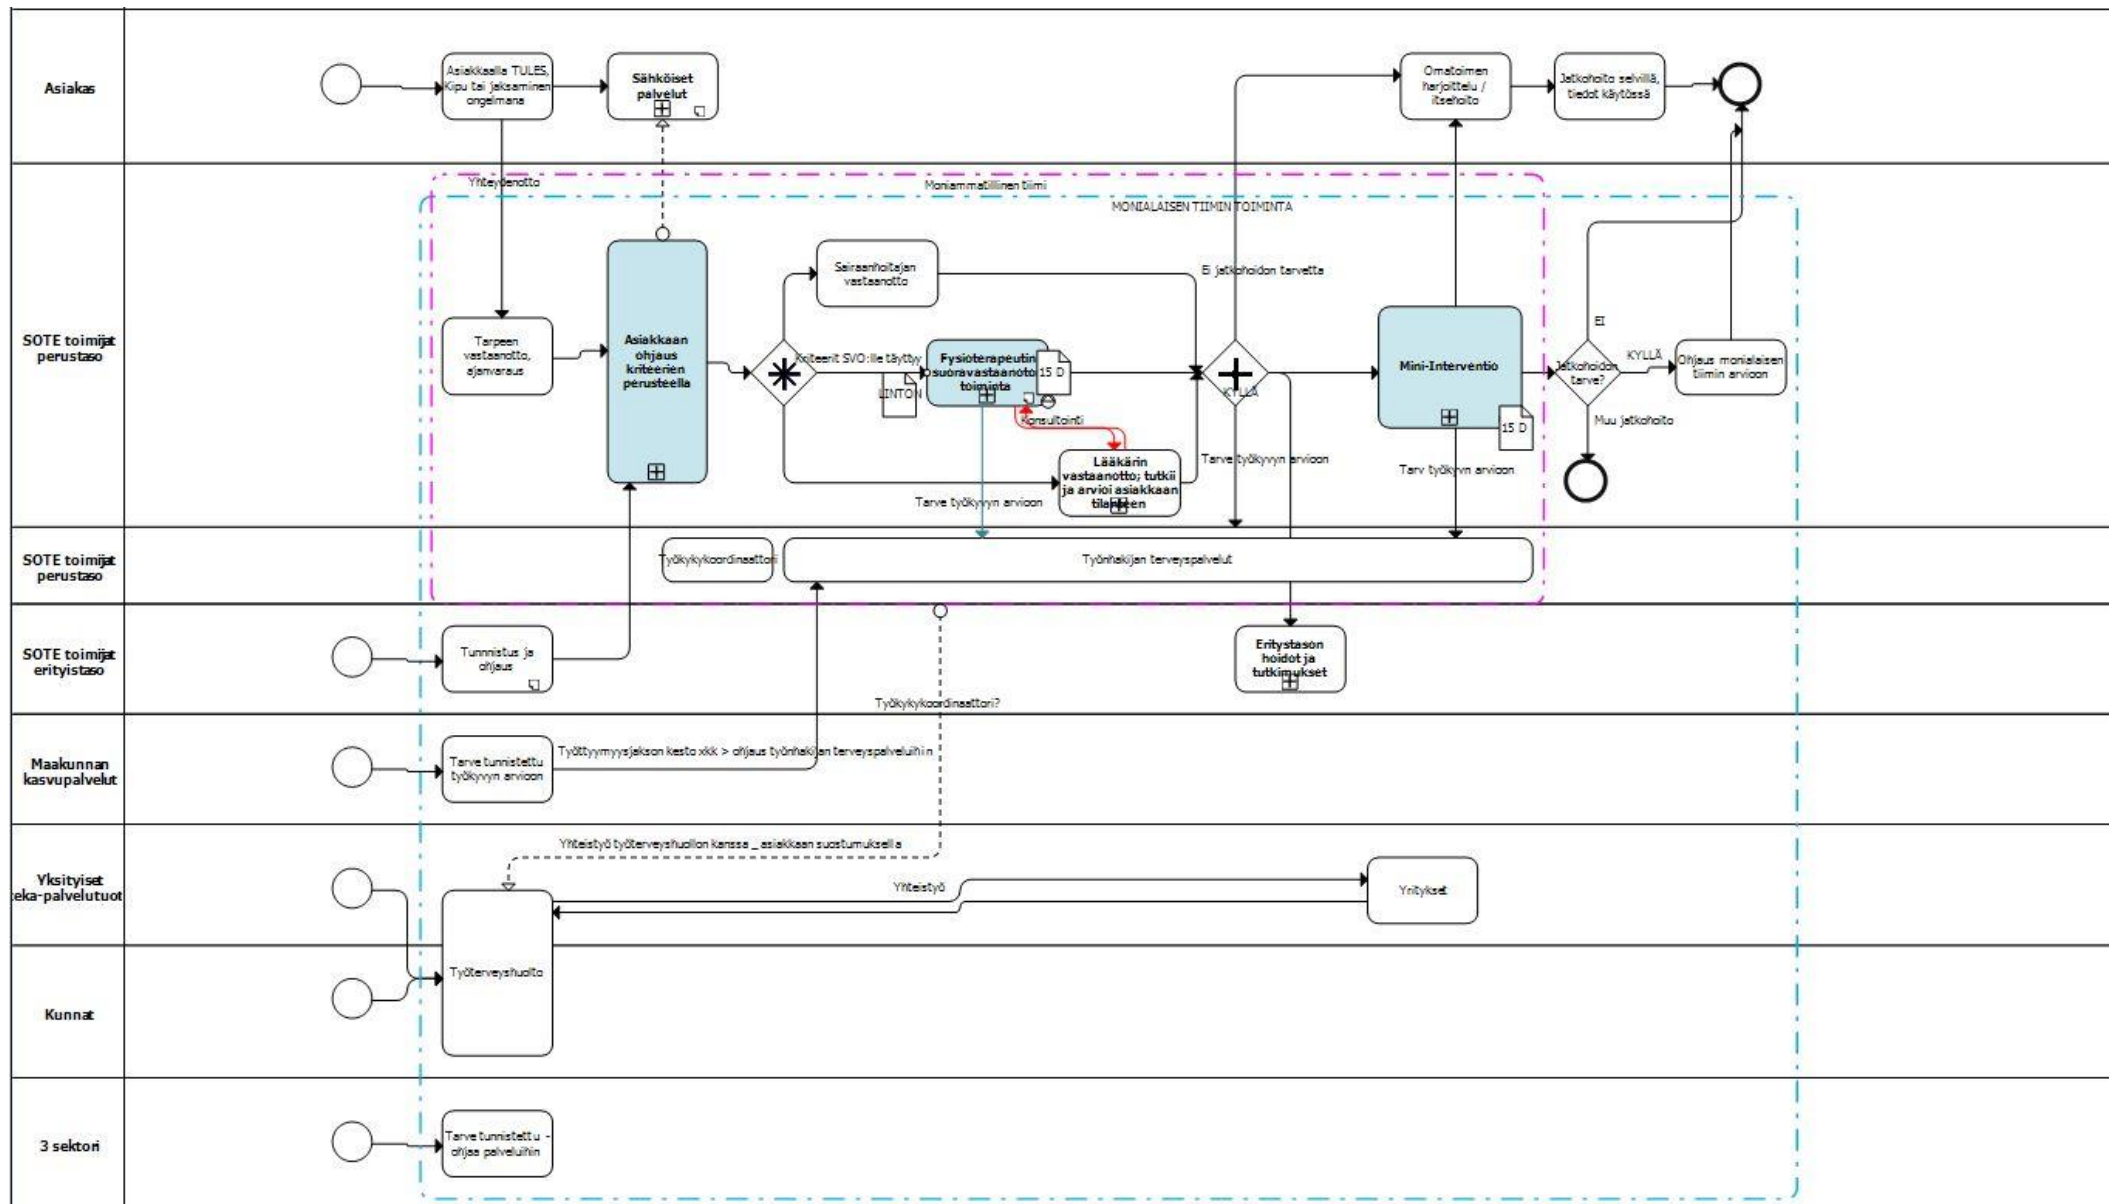 Asiakas
Asiakkaalla TULES,
Kipu tai jaksaminen
ongelmana
Sähköiset
palvelut
Omatoimen
harjoittelu /
itsehoito
Jatkohoito selvillä,
tiedot käytössä
SOTE toimijat
perustaso
Yhteydenotto
Moniammatillinen tiimi
MONIALAISEN TIIMIN TOIMINTA
Tarpeen
vastaanotto,
ajanvaraus
Asiakkaan
ohjaus
kriteerien
perusteella
Sairaanhoitajan
vastaanotto
Ei jatkohoidon tarvetta
Kriteerit SVO:lle täyttyy
LINTON
Fysioterapeutin
suoravastaanoto
toiminta
15 D
Konsultointi
Lääkärin
vastaanotto; tutkii
ja arvioi asiakkaan
tilanteen
Tarve työkyvyn arvioon
KYLLÄ
Tarve työkyvyn arvioon
Mini-Interventio
15 D
Tarv työkyvn arvioon
Jatkohoidon
tarve?
EI
KYLLÄ
Muu jatkohoito
Ohjaus monialaisen
tiimin arvioon
SOTE toimijat
perustaso
Työkykykoordinaattori
Työnhakijan terveyspalvelut
SOTE toimijat
erityistaso
Tunnnistus ja
ohjaus
Eritystason
hoidot ja
tutkimukset
Työkykykoordinaattori?
Maakunnan
kasvupalvelut
Tarve tunnistettu
työkyvyn arvioon
Työttyymyysjakson kesto xkk > ohjaus työnhakijan terveyspalveluihin
Yksityiset
teka-palvelutuot
Yhteistyö työterveyshuollon kanssa _ asiakkaan suostumuksella
Yhteistyö
Yritykset
Työterveyshuolto
Kunnat
3 sektori
Tarve tunnistettu -
ohjaa palveluihin